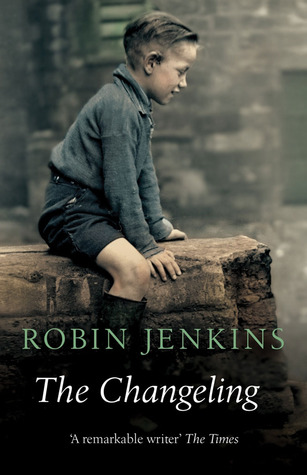 ROBIN JENKINS
The Changeling
‘A remarkable writer’ The Times